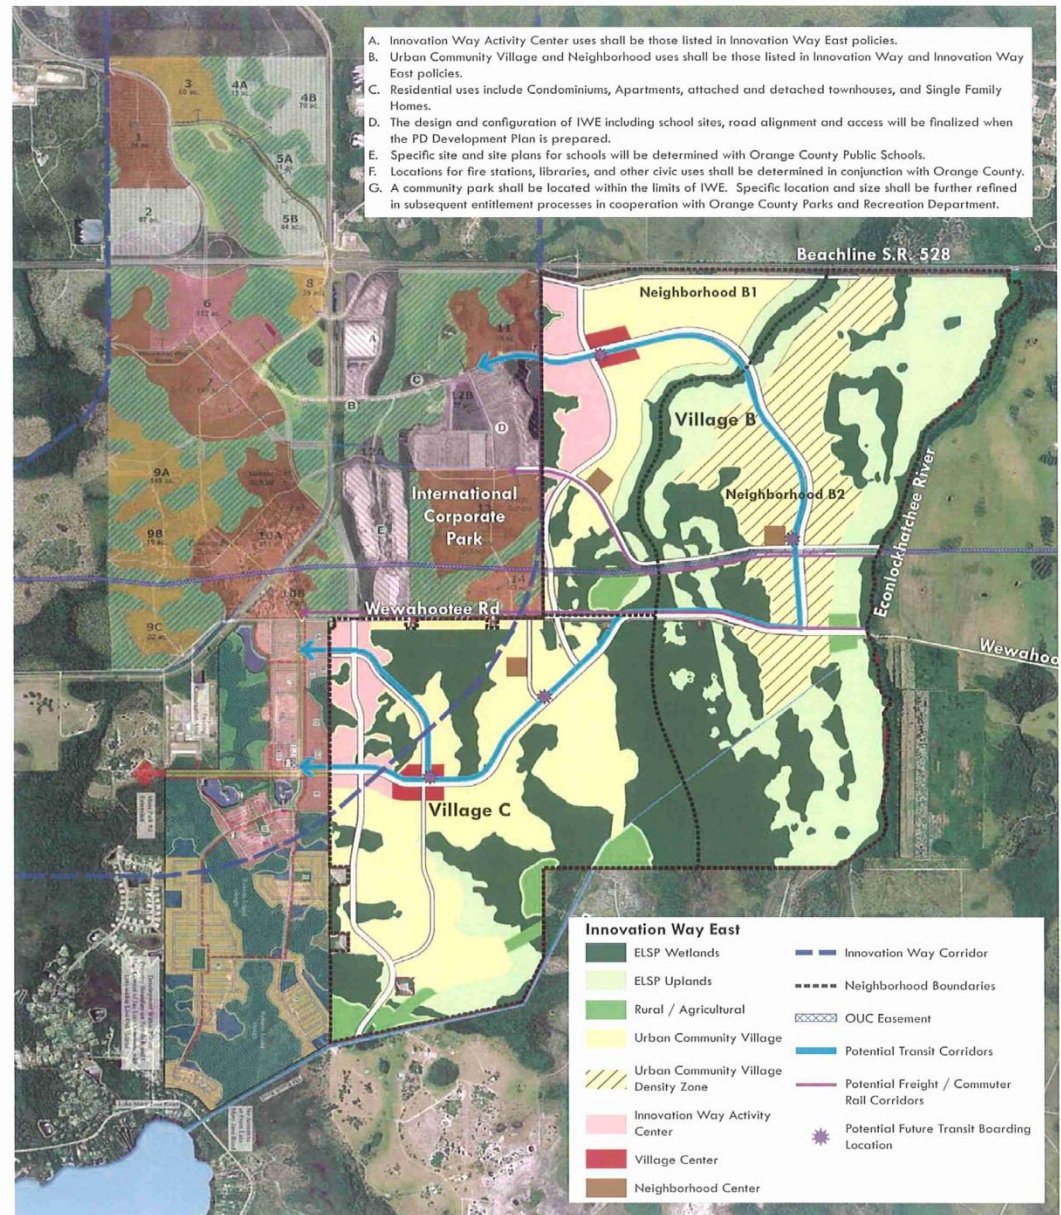 A. Innovation Way Activity Center uses shall be those listed in Innovation Way East policies.
B. Urban Community Village and Neighborhood uses shall be those listed in Innovation Way and Innovation Way
East policies.
C. Residential uses include Condominiums, Apartments, attached and detached townhouses, and Single Family
Homes.
D. The design and configuration of IWE including school sites, road alignment and access will be finalized when
the PD Development Plan is prepared.
E. Specific site and site plans for schools will be determined with Orange County Public Schools.
F. Locations for fire stations, libraries, and other civic uses shall be determined in conjunction with Orange County.
G. A community park shall be located within the limits of IWE. Specific location and size shall be further refined
in subsequent entitlement processes in cooperation with Orange County Parks and Recreation Department.
3
4A
4B
70 ac.
1
5A
2
5B
Beachline S.R. 528
Neighborhood B1
6
8
11
A
C
B
12B
D
7
Village B
Neighborhood B2
9A
International
Corporate
Park
13
E
9B
10A
14
10B
9C
Econlockhatchee River
Wewahootee Rd
Wewahoo
Village C
Innovation Way East
ELSP Wetlands
ELSP Uplands
Rural / Agricultural
Urban Community Village
Urban Community Village
Density Zone
Innovation Way Activity
Center
Village Center
Neighborhood Center
Innovation Way Corridor
Neighborhood Boundaries
OUC Easement
Potential Transit Corridors
Potential Freight / Commuter
Rail Corridors
Potential Future Transit Boarding
Location